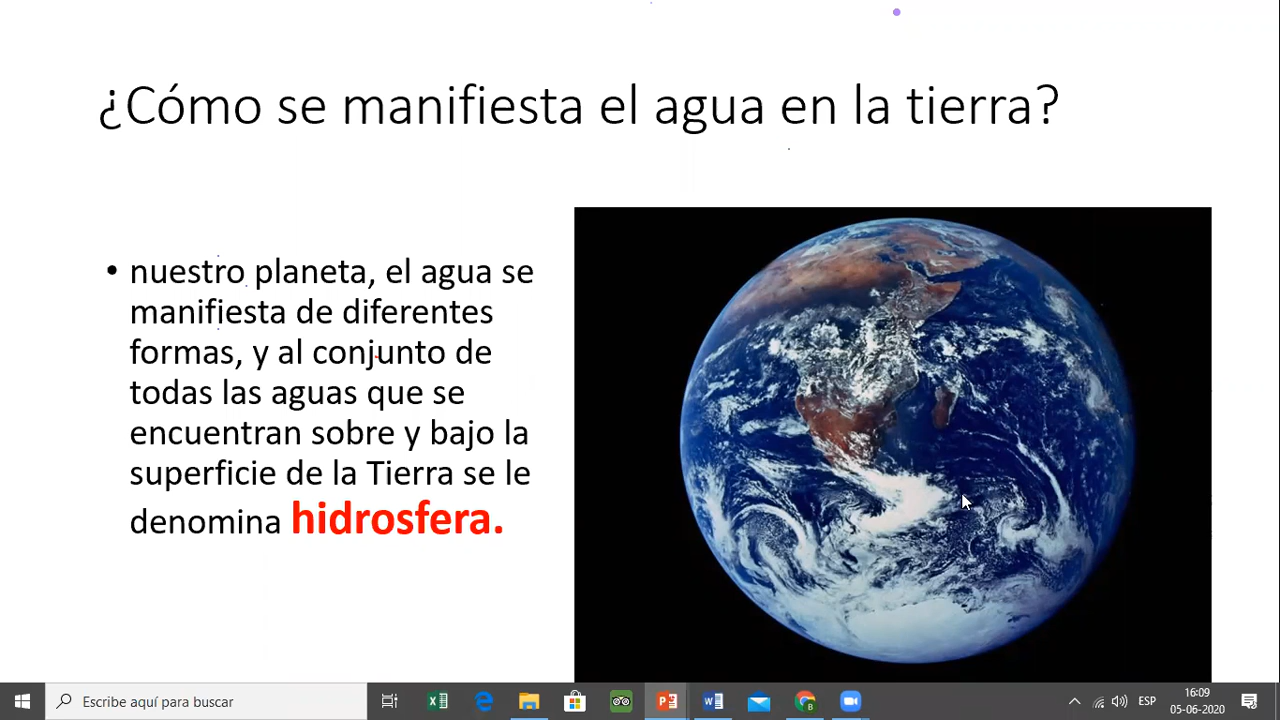 ¿Cómo se manifiesta el agua en la tierra?
• nuestro planeta, el agua se
manifiesta de diferentes
formas, y al conjunto de
todas las aguas que se
encuentran sobre y bajo la
superficie de la Tierra se le
denomina hidrosfera.
Escribe aquí para buscar
ESP
16:09
05-06-2020